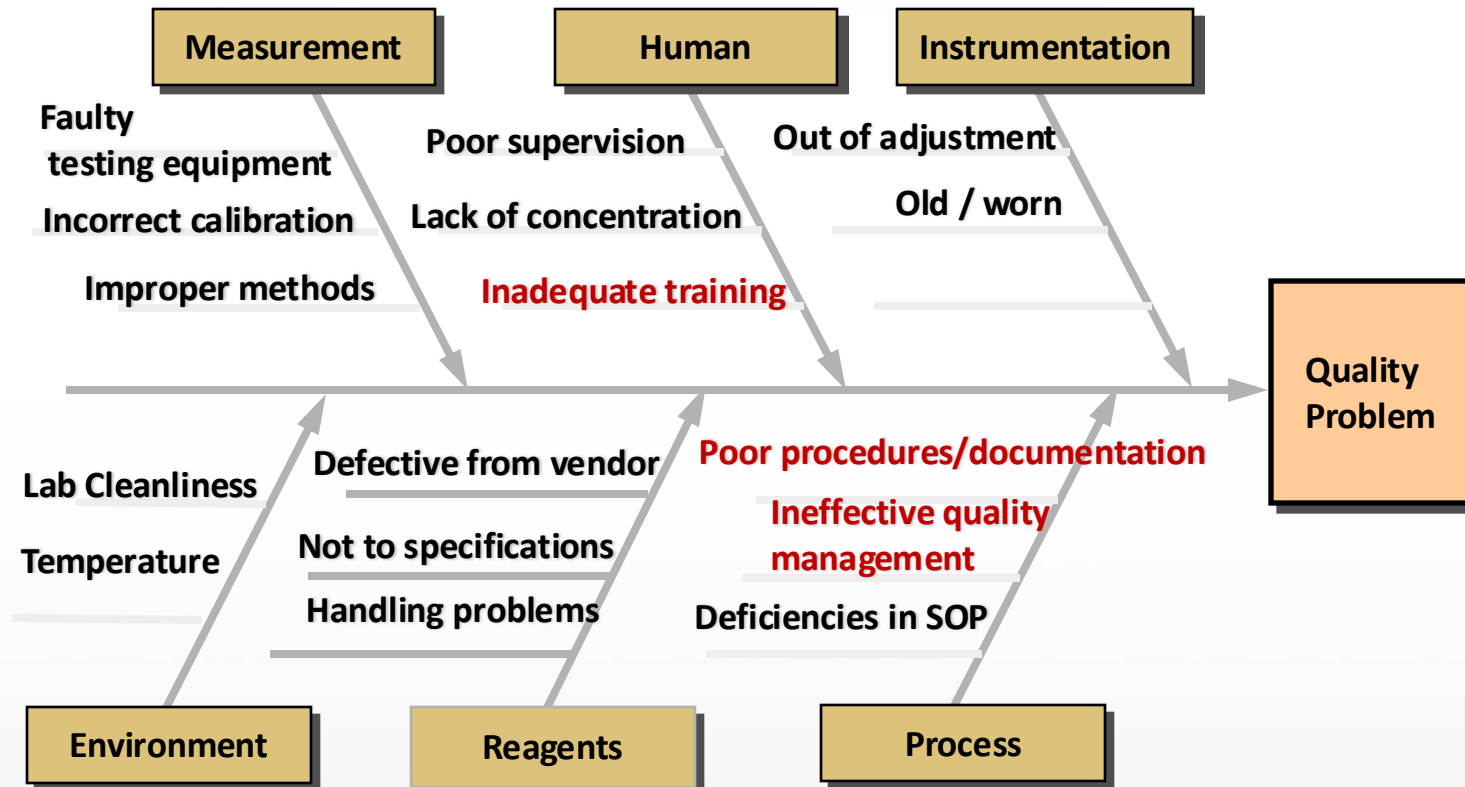 Measurement
Human
Instrumentation
Faulty
testing equipment
Incorrect calibration
Improper methods
Poor supervision
Lack of concentration
Inadequate training
Out of adjustment
Old / worn
Quality
Problem
Lab Cleanliness
Temperature
Defective from vendor
Not to specifications
Handling problems
Poor procedures/documentation
Ineffective quality
management
Deficiencies in SOP
Environment
Reagents
Process